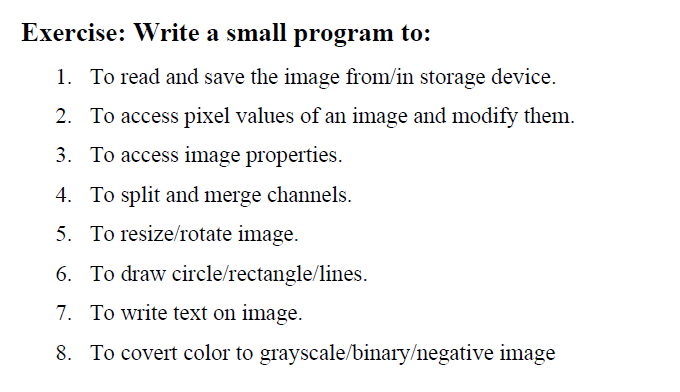 Exercise: Write a small program to:
1. To read and save the image from/in storage device.
2. To access pixel values of an image and modify them.
3. To access image properties.
4. To split and merge channels.
5. To resize/rotate image.
6. To draw circle/rectangle/lines.
7. To write text on image.
8. To covert color to grayscale/binary/negative image